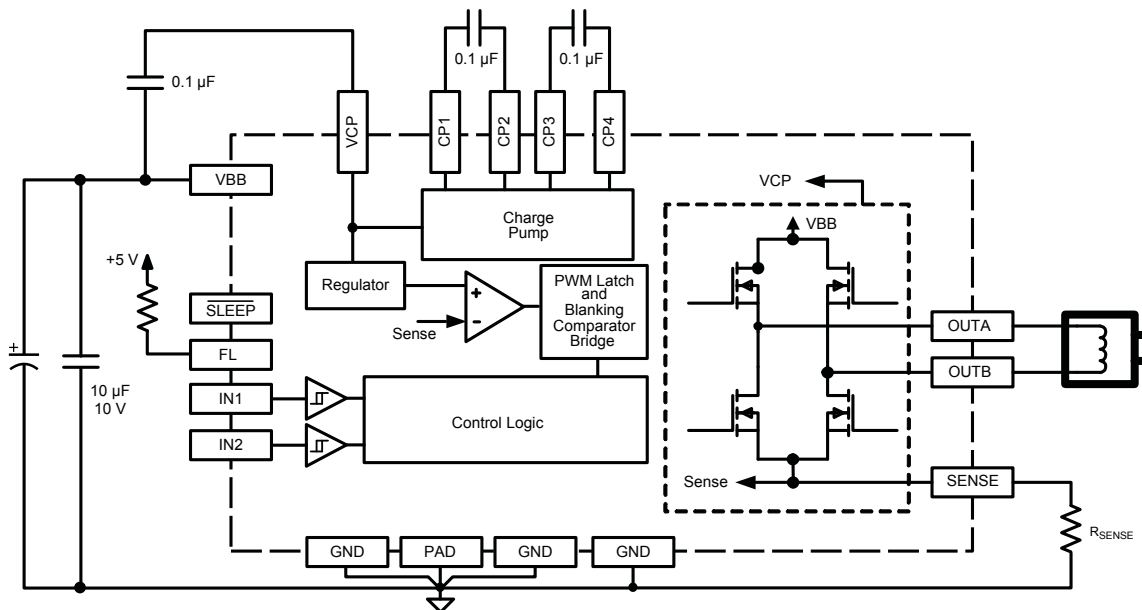 0.1 µF
0.1 µF
0.1 µF
VCP
CP1
CP2
CP3
CP4
VBB
Charge
Pump
VCP
VBB
+5 V
Regulator
PWM Latch
and
Blanking
Comparator
Bridge
+
-
Sense
SLEEP
FL
IN1
IN2
+
10 µF
10 V
Control Logic
OUTA
OUTB
Sense
SENSE
RSENSE
GND
PAD
GND
GND